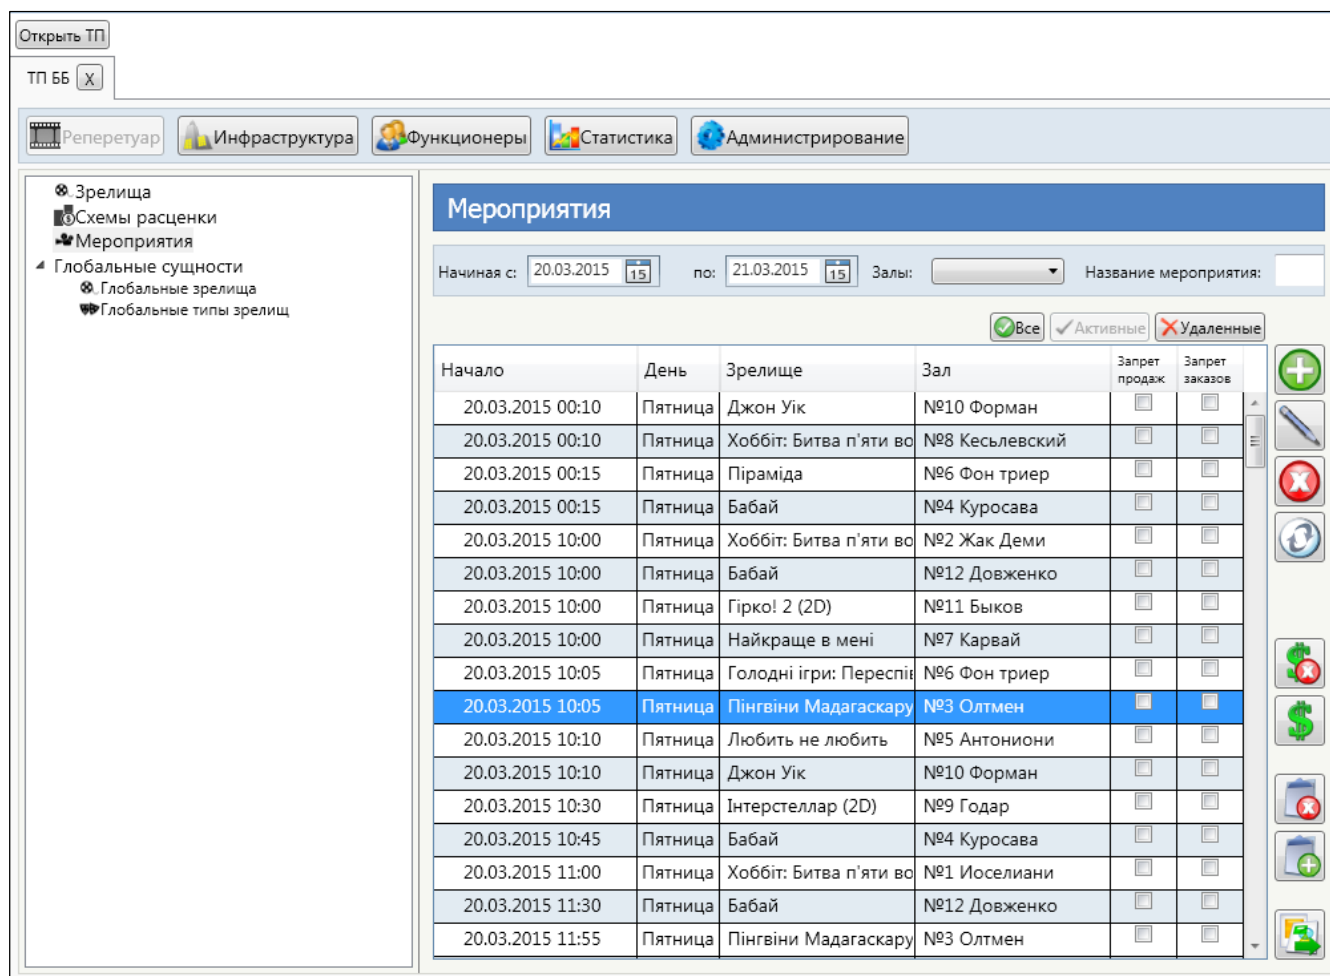 Открыть ТП
ТП ББ X
Реперетуар Инфраструктура Функционеры Статистика Администрирование
Зрелища
Схемы расценки
Мероприятия
Глобальные сущности
Глобальные зрелища
Глобальные типы зрелищ
Мероприятия
Начиная с: 20.03.2015 15 по: 21.03.2015 15 Залы: Название мероприятия:
Все Активные Удаленные
Начало День Зрелище Зал Запрет продаж Запрет заказов
20.03.2015 00:10 Пятница Джон Уік №10 Форман
20.03.2015 00:10 Пятница Хоббіт: Битва п'яти во №8 Кесьлевский
20.03.2015 00:15 Пятница Піраміда №6 Фон триер
20.03.2015 00:15 Пятница Бабай №4 Куросава
20.03.2015 10:00 Пятница Хоббіт: Битва п'яти во №2 Жак Деми
20.03.2015 10:00 Пятница Бабай №12 Довженко
20.03.2015 10:00 Пятница Гірко! 2 (2D) №11 Быков
20.03.2015 10:00 Пятница Найкраще в мені №7 Карвай
20.03.2015 10:05 Пятница Голодні ігри: Переспів №6 Фон триер
20.03.2015 10:05 Пятница Пінгвіни Мадагаскару №3 Олтмен
20.03.2015 10:10 Пятница Любить не любить №5 Антониони
20.03.2015 10:10 Пятница Джон Уік №10 Форман
20.03.2015 10:30 Пятница Інтерстеллар (2D) №9 Годар
20.03.2015 10:45 Пятница Бабай №4 Куросава
20.03.2015 11:00 Пятница Хоббіт: Битва п'яти во №1 Иоселиани
20.03.2015 11:30 Пятница Бабай №12 Довженко
20.03.2015 11:55 Пятница Пінгвіни Мадагаскару №3 Олтмен